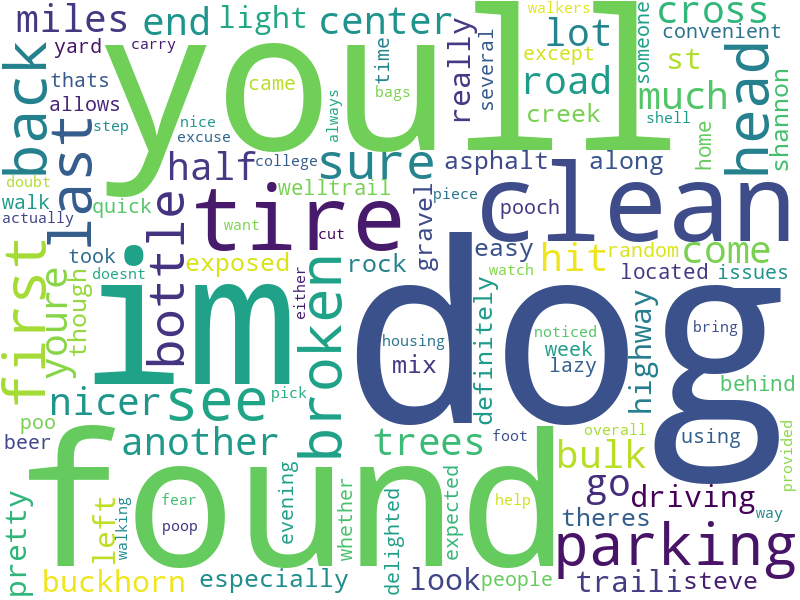 miles
end
light
center
walkers
cross
yard
carry
time
lot
someone
convenient
thats
came
several
except
road
st
allows
bags
really
creek
much
head
back
step
nice
excuse
always
shell
home
shannon
last
half
college
sure
asphalt
along
youll
doubt
walk
actually
quick
welltrail
piece
clean
pooch
bottle
tire
want
cut
gravel
easy
hit
random
come
first
youre
though
took
doesnt
exposed
rock
watch
located
issues
im
broken
either
dog
housing
mix
definitely
noticed
week
lazy
highway
bring
behind
nicer
see
pick
poo
beer
another
trees
foot
overall
bulk
using
provided
found
fear
poop
evening
whether
delighted
expected
help
go
driving
theres
way
pretty
left
walking
parking
buckhorn
especially
look
people
traili
steve